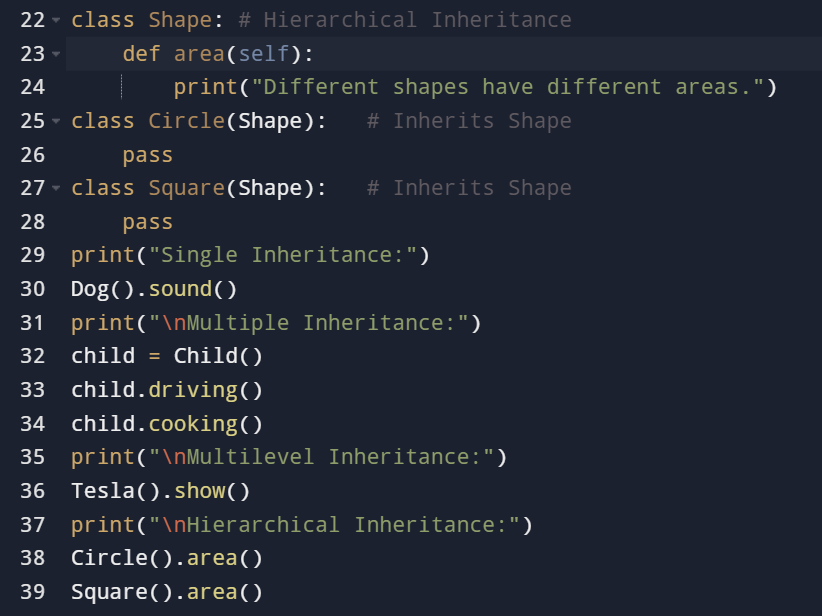 22 class Shape: # Hierarchical Inheritance
23     def area(self):
24         print("Different shapes have different areas.")
25 class Circle(Shape):   # Inherits Shape
26     pass
27 class Square(Shape):   # Inherits Shape
28     pass
29 print("Single Inheritance:")
30 Dog().sound()
31 print("\nMultiple Inheritance:")
32 child = Child()
33 child.driving()
34 child.cooking()
35 print("\nMultilevel Inheritance:")
36 Tesla().show()
37 print("\nHierarchical Inheritance:")
38 Circle().area()
39 Square().area()